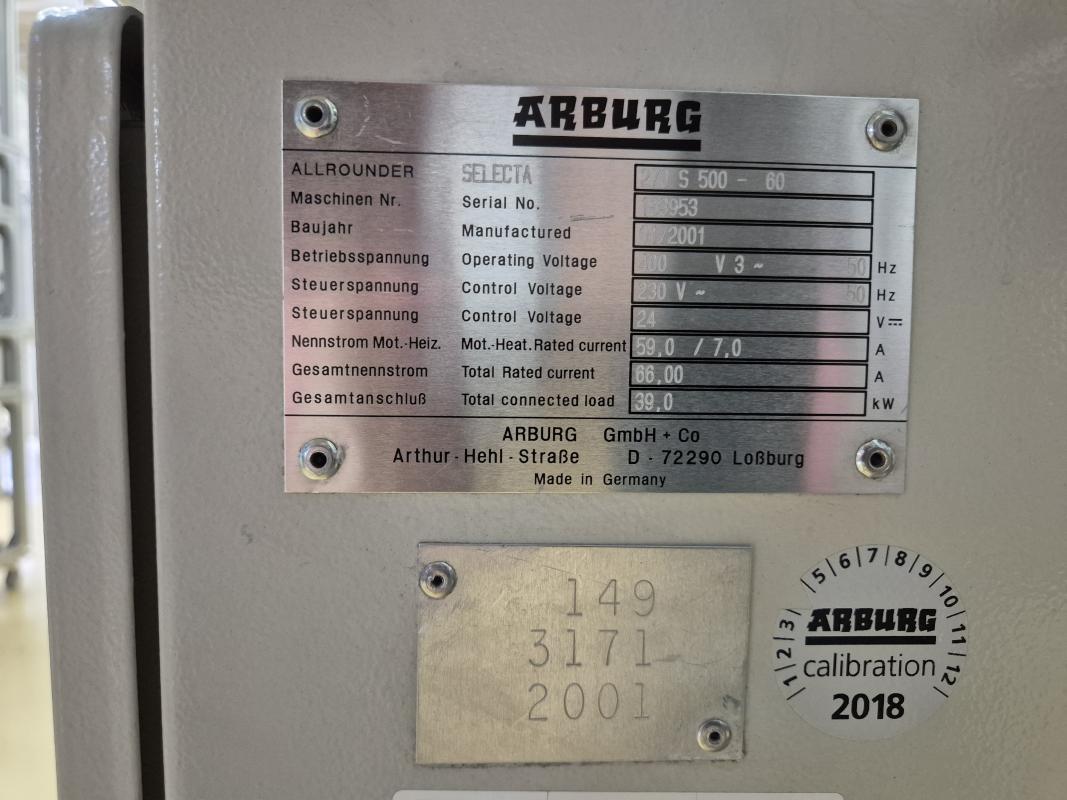 ARBURG
ALLROUNDER SELECTA S 500 - 60
Maschinen Nr. Serial No.
Baujahr Manufactured /2001
Betriebsspannung Operating Voltage V 3 ~ 50 Hz
Steuerspannung Control Voltage 230 V ~ 50 Hz
Steuerspannung Control Voltage 24 V
Nennstrom Mot.-Heiz. Mot.-Heat. Rated current 59,0 / 7,0 A
Gesamtnennstrom Total Rated current 66,00 A
Gesamtanschluß Total connected load 39,0 kW
ARBURG GmbH + Co
Arthur - Hehl - Straße D - 72290 Loßburg
Made in Germany
149
3171
2001
1 | 2 | 3 | 5 | 6 | 7 | 8 | 9 | 10 | 11 | 12
ARBURG
calibration
2018